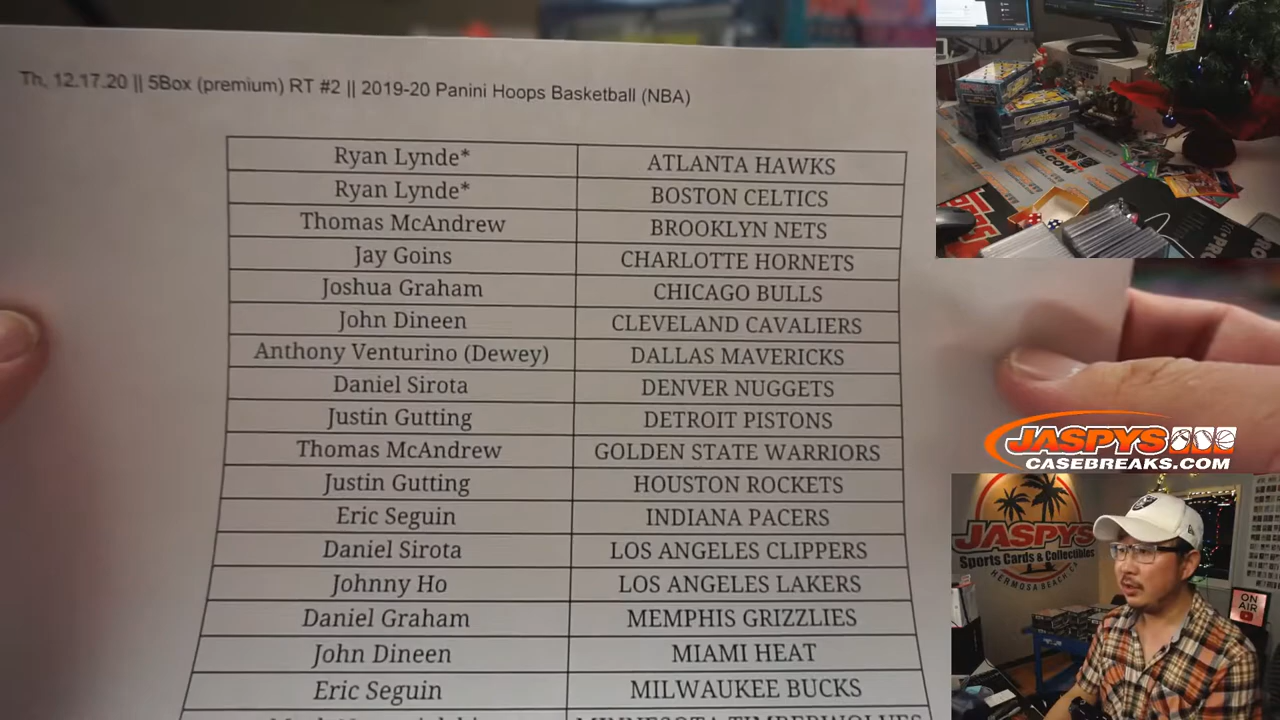 Th, 12.17.20 || 5Box (premium) RT #2 || 2019-20 Panini Hoops Basketball (NBA)
Ryan Lynde* ATLANTA HAWKS
Ryan Lynde* BOSTON CELTICS
Thomas McAndrew BROOKLYN NETS
Jay Goins CHARLOTTE HORNETS
Joshua Graham CHICAGO BULLS
John Dineen CLEVELAND CAVALIERS
Anthony Venturino (Dewey) DALLAS MAVERICKS
Daniel Sirota DENVER NUGGETS
Justin Gutting DETROIT PISTONS
Thomas McAndrew GOLDEN STATE WARRIORS
Justin Gutting HOUSTON ROCKETS
Eric Seguin INDIANA PACERS
Daniel Sirota LOS ANGELES CLIPPERS
Johnny Ho LOS ANGELES LAKERS
Daniel Graham MEMPHIS GRIZZLIES
John Dineen MIAMI HEAT
Eric Seguin MILWAUKEE BUCKS
MINNESOTA TIMBERWOLVES
JASPYS
CASEBREAKS.COM
JASPYS
Sports Cards & Collectibles
HERMOSA BEACH, CA
ON AIR